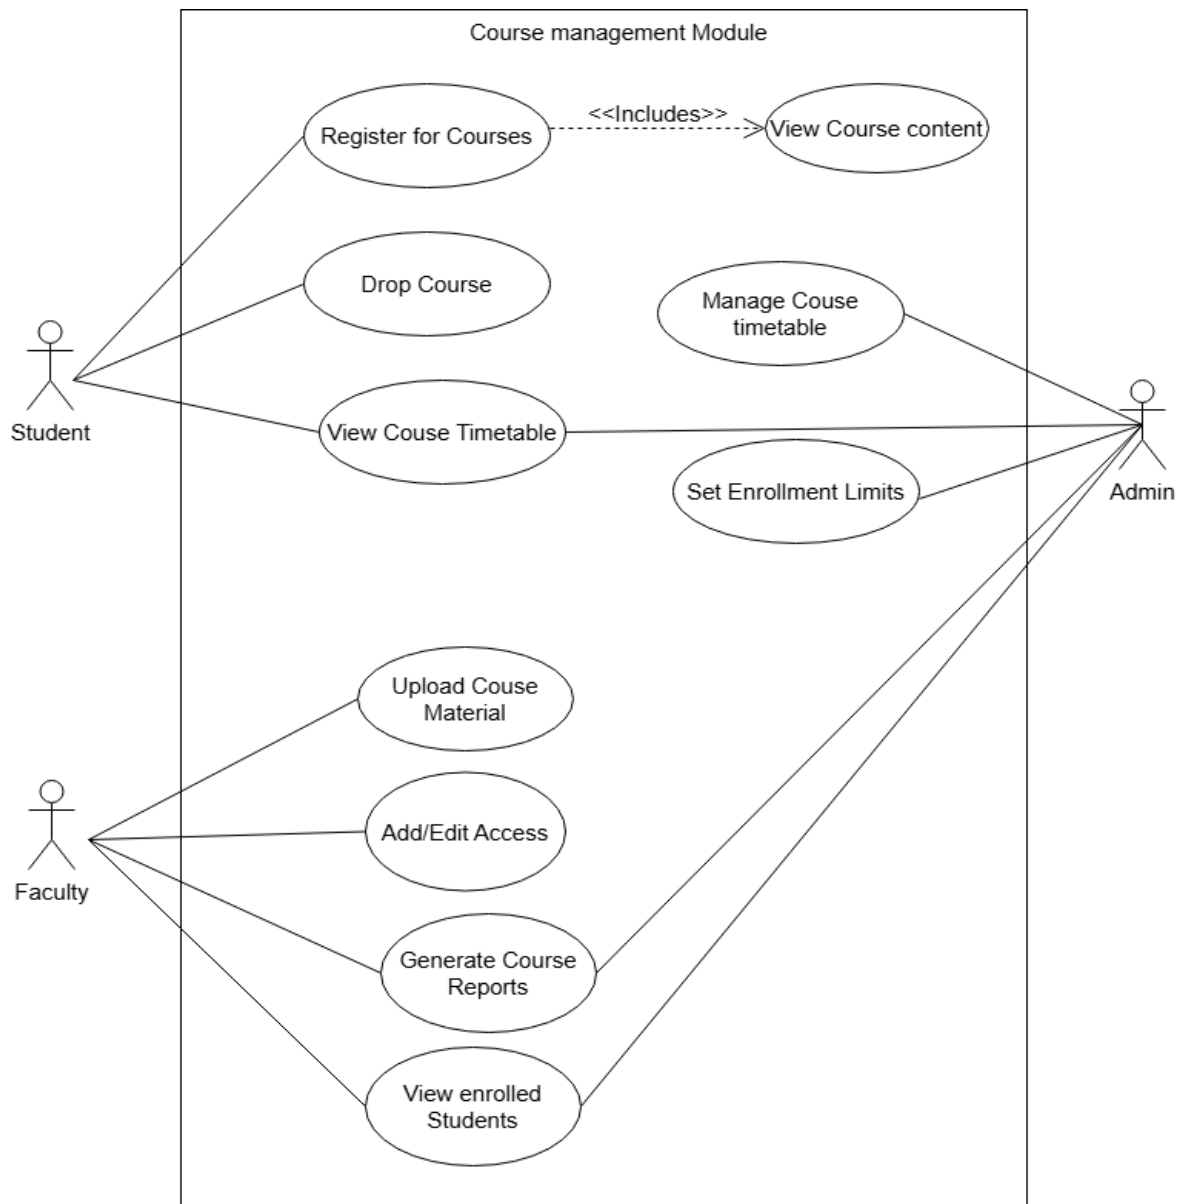 Course management Module
Register for Courses
<<Includes>>
View Course content
Drop Course
Manage Couse
timetable
Student
View Couse Timetable
Set Enrollment Limits
Admin
Upload Couse
Material
Add/Edit Access
Faculty
Generate Course
Reports
View enrolled
Students